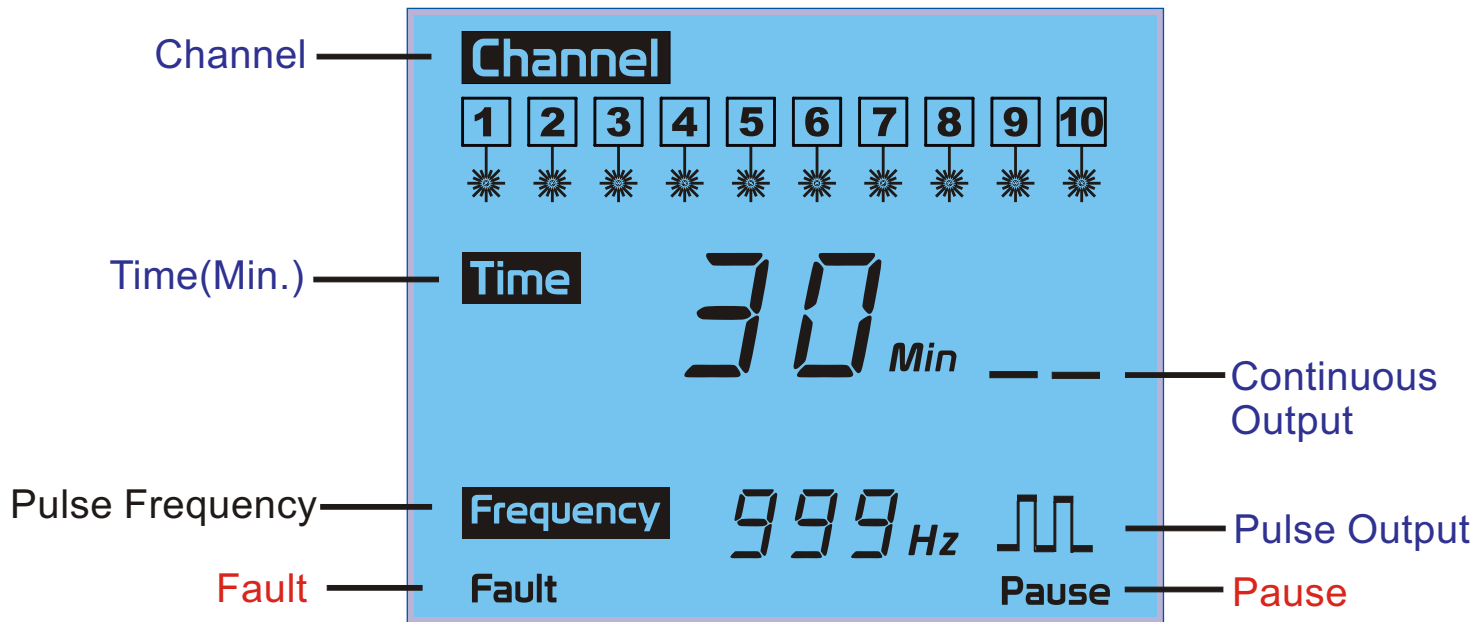 Channel Channel
1 2 3 4 5 6 7 8 9 10
Time(Min.) Time 30 Min
Continuous
Output
Pulse Frequency Frequency 999 Hz Pulse Output
Fault Fault Pause Pause